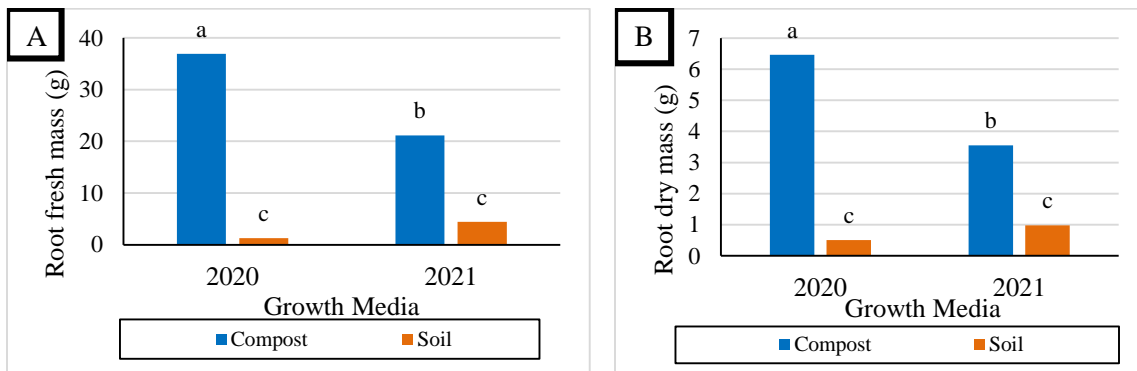 A
Root fresh mass (g)
40
30
20
10
0
a
c
b
c
2020 2021
Growth Media
Compost Soil
B
Root dry mass (g)
7
6
5
4
3
2
1
0
a
c
b
c
2020 2021
Growth Media
Compost Soil